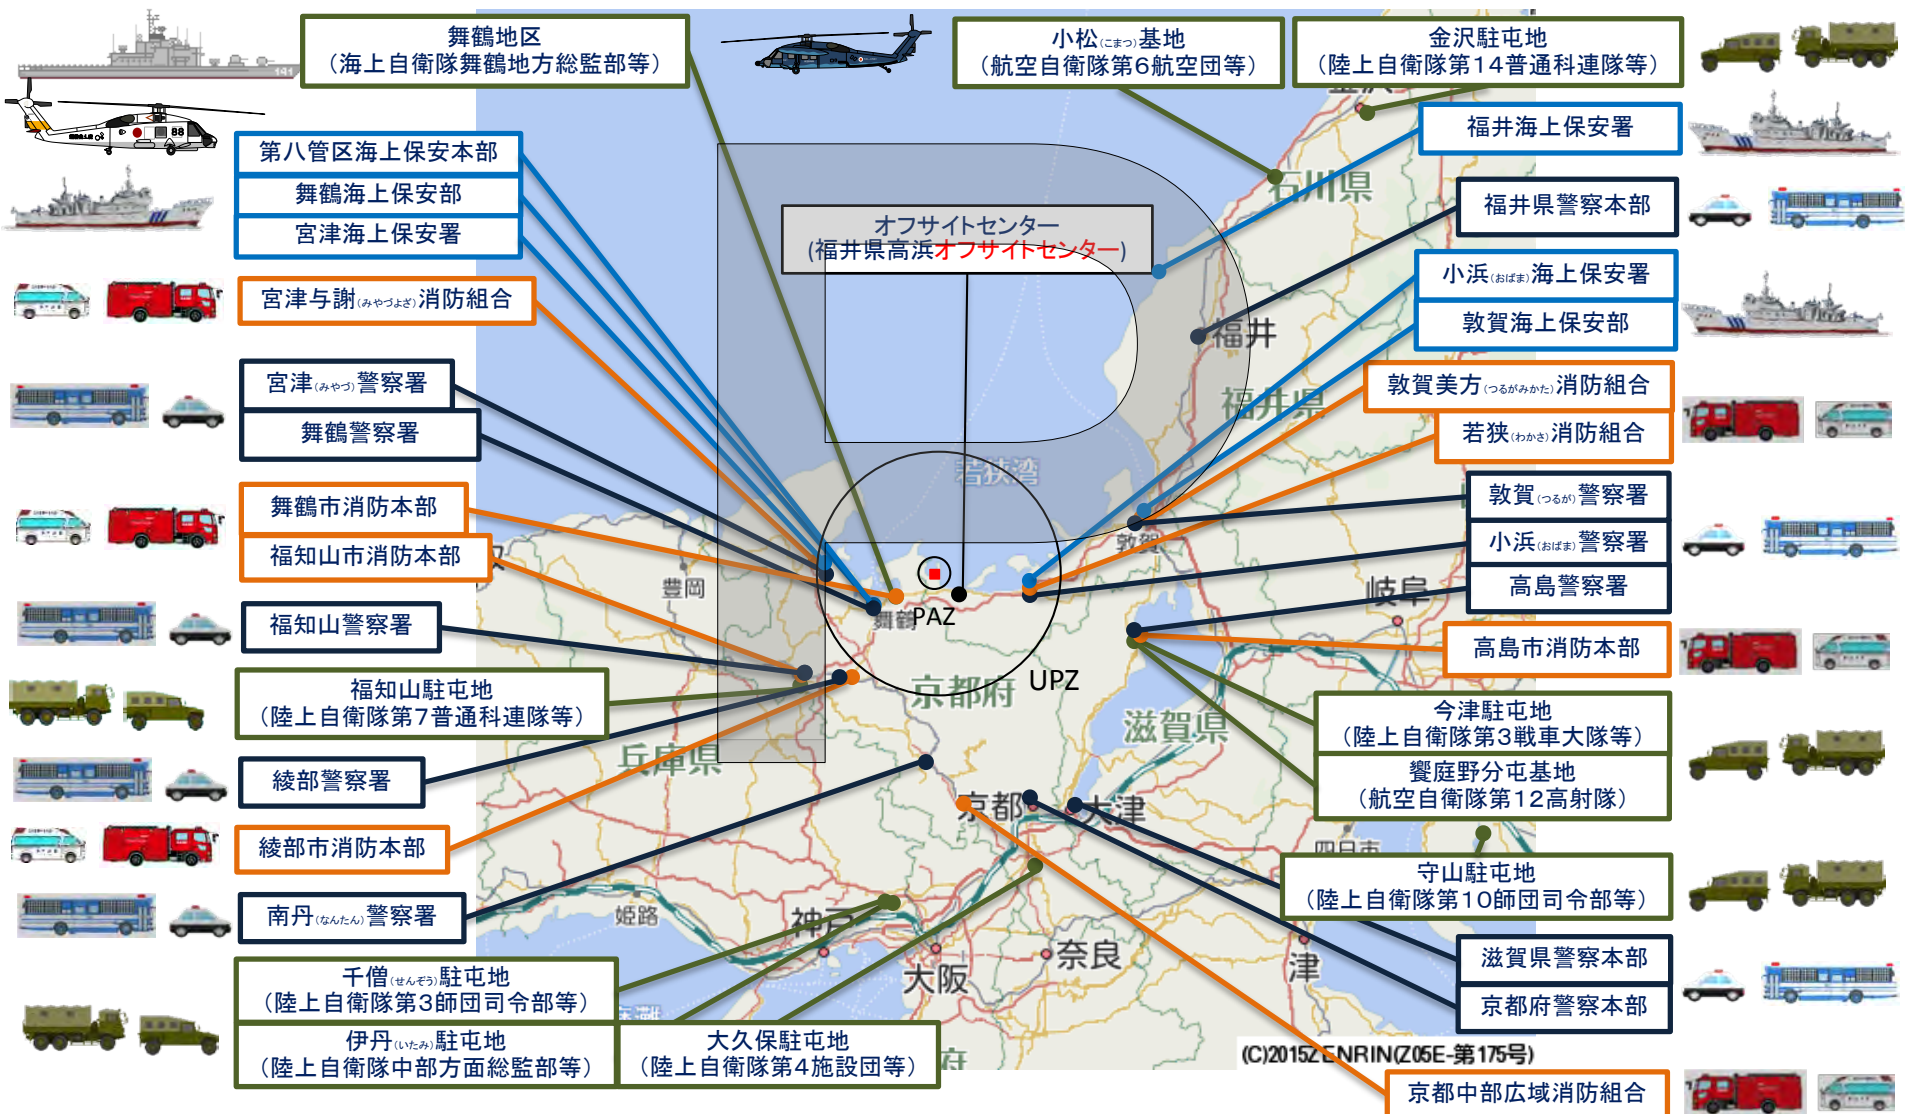 舞鶴地区
(海上自衛隊舞鶴地方総監部等)
小松(こまつ)基地
(航空自衛隊第6航空団等)
金沢駐屯地
(陸上自衛隊第14普通科連隊等)
141
88
第八管区海上保安本部
舞鶴海上保安部
宮津海上保安署
宮津与謝(みやづよざ)消防組合
宮津(みやづ)警察署
舞鶴警察署
舞鶴市消防本部
福知山市消防本部
福知山警察署
福知山駐屯地
(陸上自衛隊第7普通科連隊等)
綾部警察署
綾部市消防本部
南丹(なんたん)警察署
千僧(せんぞう)駐屯地
(陸上自衛隊第3師団司令部等)
伊丹(いたみ)駐屯地
(陸上自衛隊中部方面総監部等)
大久保駐屯地
(陸上自衛隊第4施設団等)
オフサイトセンター
(福井県高浜オフサイトセンター)
福井海上保安署
福井県警察本部
小浜(おばま)海上保安署
敦賀海上保安部
敦賀美方(つるがみかた)消防組合
若狭(わかさ)消防組合
敦賀(つるが)警察署
小浜(おばま)警察署
高島警察署
高島市消防本部
今津駐屯地
(陸上自衛隊第3戦車大隊等)
饗庭野分屯基地
(航空自衛隊第12高射隊)
守山駐屯地
(陸上自衛隊第10師団司令部等)
滋賀県警察本部
京都府警察本部
京都中部広域消防組合
金沢
石川県
福井
福井県
若狭湾
敦賀
豊岡
舞鶴
PAZ
UPZ
岐阜
京都府
滋賀県
兵庫県
京都
大津
四日市
姫路
神戸
大阪
奈良
津
府
(C)2015ZENRIN(Z05E-第175号)